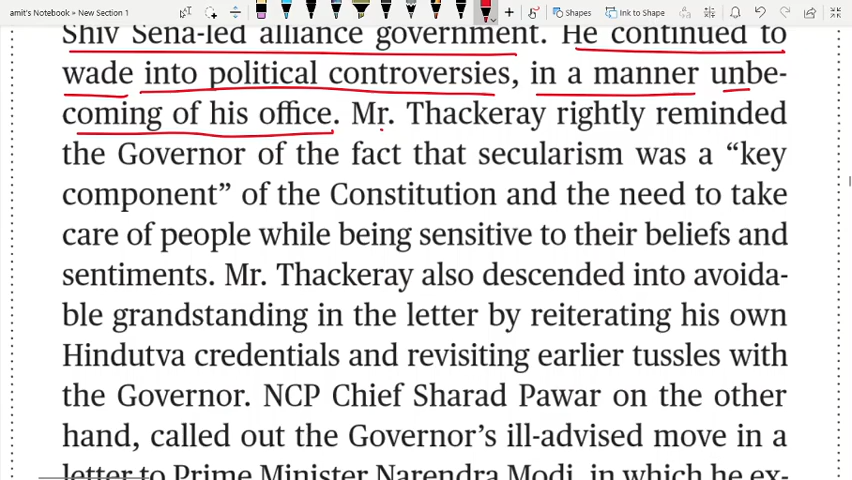 amit's Notebook » New Section 1
Shapes
Ink to Shape
Shiv Sena-led alliance government. He continued to
wade into political controversies, in a manner unbe-
coming of his office. Mr. Thackeray rightly reminded
the Governor of the fact that secularism was a “key
component” of the Constitution and the need to take
care of people while being sensitive to their beliefs and
sentiments. Mr. Thackeray also descended into avoida-
ble grandstanding in the letter by reiterating his own
Hindutva credentials and revisiting earlier tussles with
the Governor. NCP Chief Sharad Pawar on the other
hand, called out the Governor’s ill-advised move in a
letter to Prime Minister Narendra Modi, in which he ex-